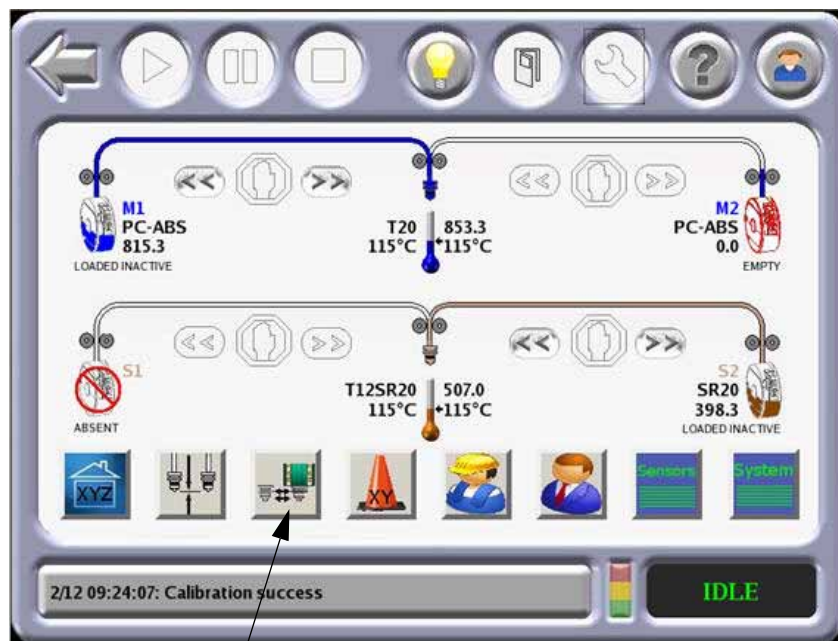 << >>
<< >>
M1
PC-ABS
815.3
LOADED INACTIVE
T20 853.3
115°C 115°C
M2
PC-ABS
0.0
EMPTY
<< >>
<< >>
S1
ABSENT
T12SR20 507.0
115°C 115°C
S2
SR20
398.3
LOADED INACTIVE
XYZ
XY
Sensors
System
2/12 09:24:07: Calibration success
IDLE